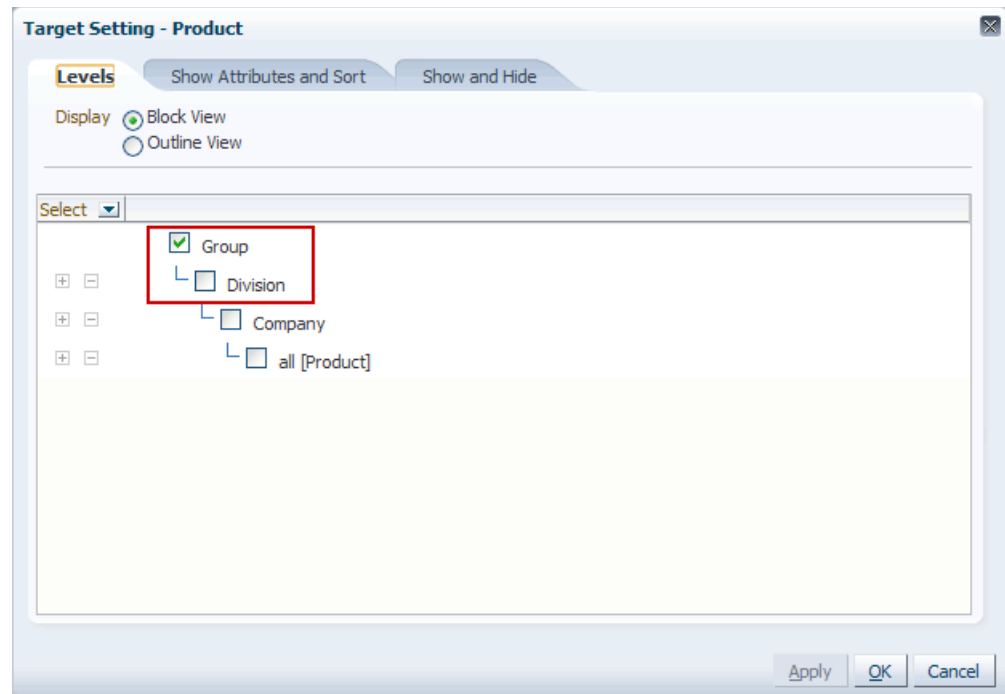 Target Setting - Product
Levels Show Attributes and Sort Show and Hide
Display Block View
Outline View
Select
Group
Division
Company
all [Product]
Apply OK Cancel